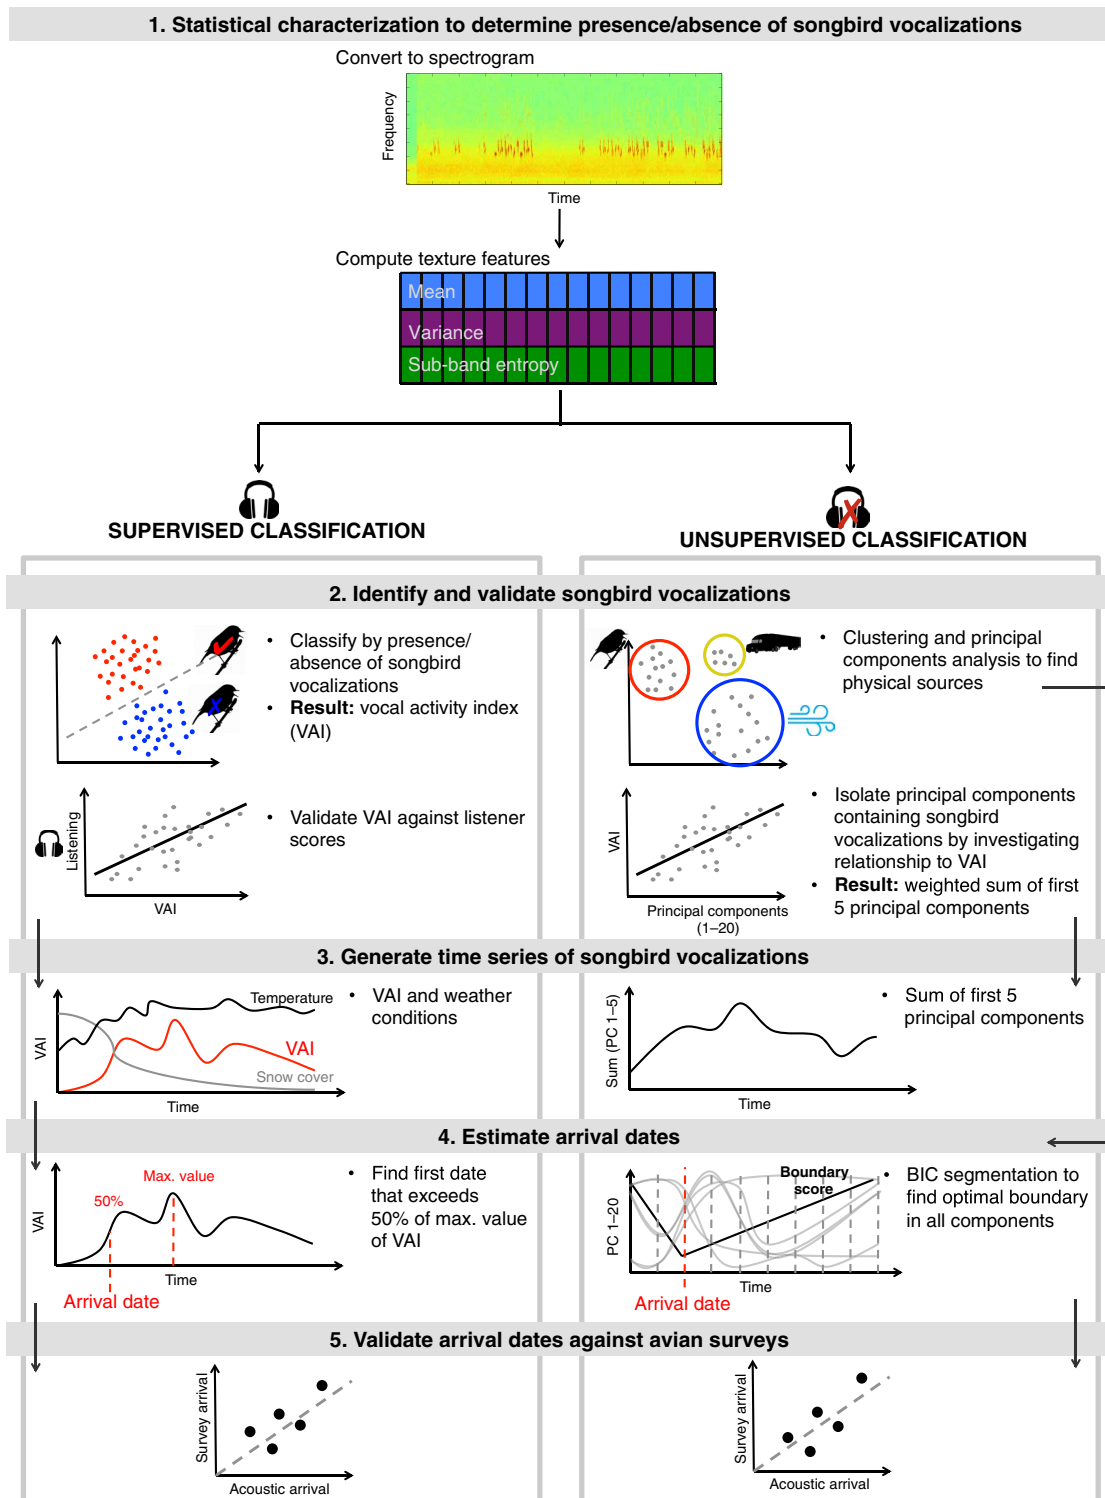 1. Statistical characterization to determine presence/absence of songbird vocalizations
Convert to spectrogram
Frequency
Time
Compute texture features
Mean
Variance
Sub-band entropy
SUPERVISED CLASSIFICATION
UNSUPERVISED CLASSIFICATION
2. Identify and validate songbird vocalizations
• Classify by presence/
absence of songbird
vocalizations
• Result: vocal activity index
(VAI)
• Clustering and principal
components analysis to find
physical sources
Listening
VAI
• Validate VAI against listener
scores
VAI
Principal components
(1–20)
• Isolate principal components
containing songbird
vocalizations by investigating
relationship to VAI
• Result: weighted sum of first
5 principal components
3. Generate time series of songbird vocalizations
VAI
Temperature
VAI
Snow cover
Time
• VAI and weather
conditions
Sum (PC 1–5)
Time
• Sum of first 5
principal components
4. Estimate arrival dates
VAI
50%
Max. value
Time
Arrival date
• Find first date
that exceeds
50% of max. value
of VAI
PC 1–20
Boundary
score
Time
Arrival date
• BIC segmentation to
find optimal boundary
in all components
5. Validate arrival dates against avian surveys
Survey arrival
Acoustic arrival
Survey arrival
Acoustic arrival